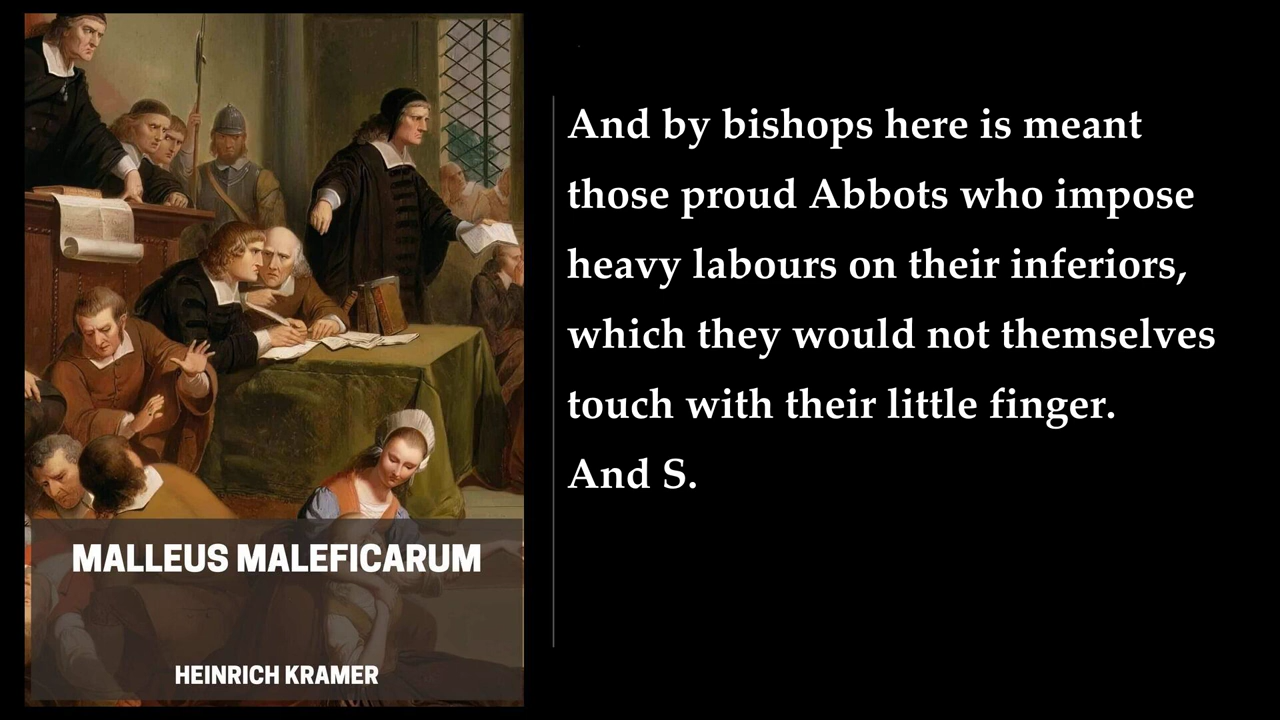 MALLEUS MALEFICARUM
HEINRICH KRAMER
And by bishops here is meant
those proud Abbots who impose
heavy labours on their inferiors,
which they would not themselves
touch with their little finger.
And S.